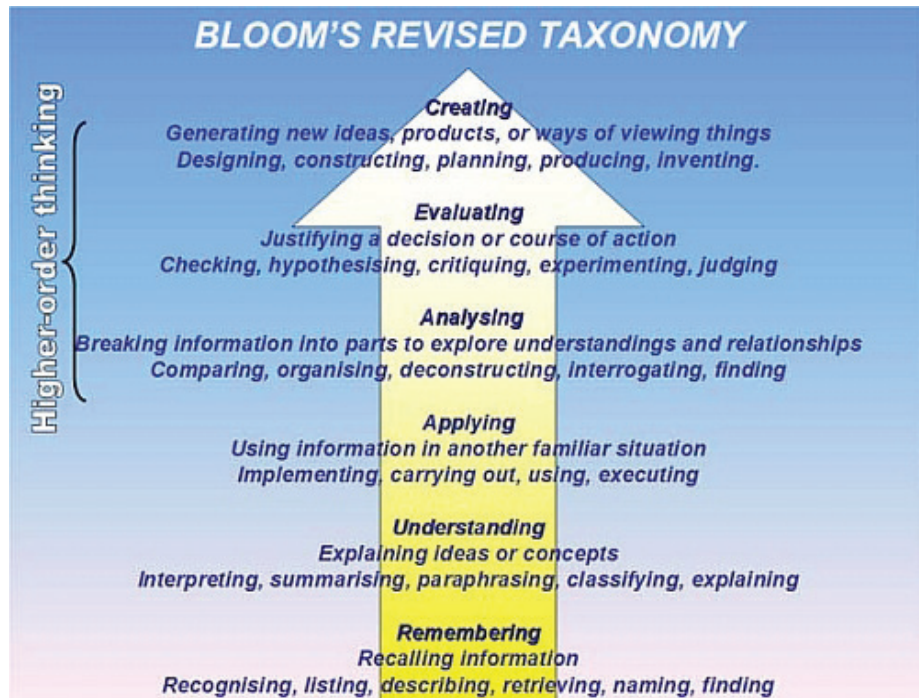 BLOOM'S REVISED TAXONOMY
Higher-order thinking
Creating
Generating new ideas, products, or ways of viewing things
Designing, constructing, planning, producing, inventing.
Evaluating
Justifying a decision or course of action
Checking, hypothesising, critiquing, experimenting, judging
Analysing
Breaking information into parts to explore understandings and relationships
Comparing, organising, deconstructing, interrogating, finding
Applying
Using information in another familiar situation
Implementing, carrying out, using, executing
Understanding
Explaining ideas or concepts
Interpreting, summarising, paraphrasing, classifying, explaining
Remembering
Recalling information
Recognising, listing, describing, retrieving, naming, finding